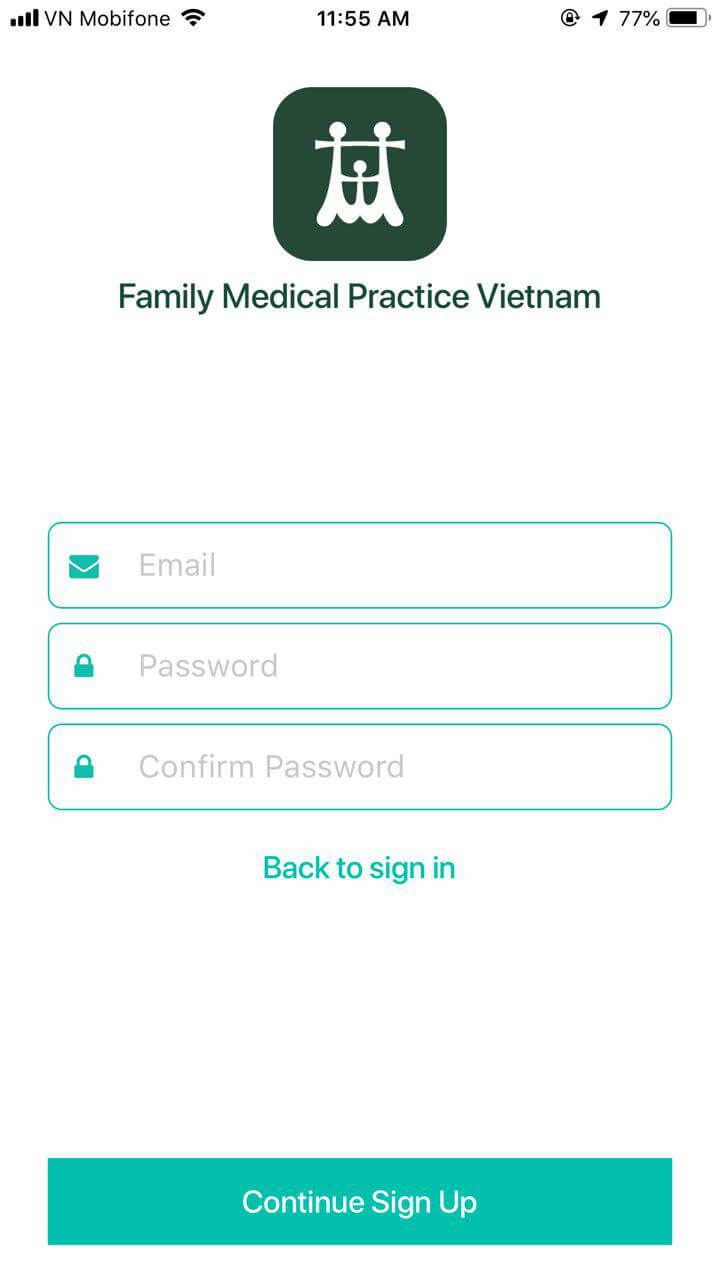 VN Mobifone 11:55 AM 77%
Family Medical Practice Vietnam
Email
Password
Confirm Password
Back to sign in
Continue Sign Up